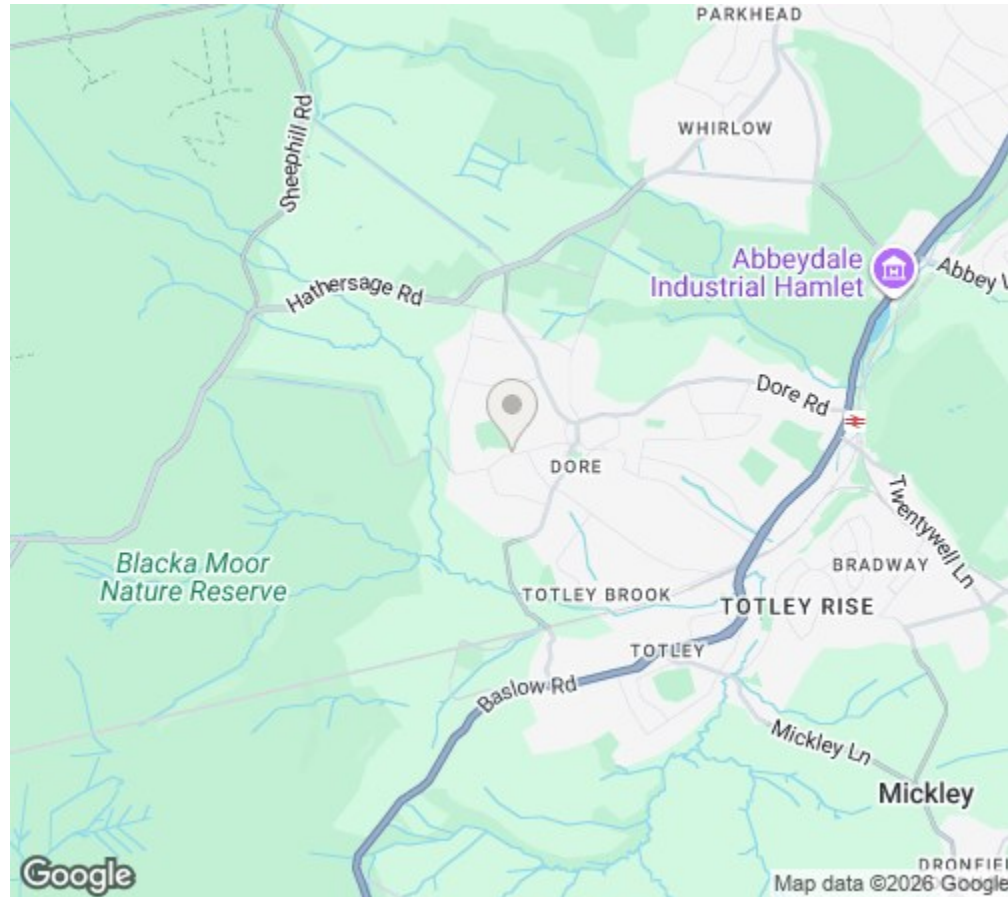 PARKHEAD
WHIRLOW
Sheephill Rd
Abbeydale
Industrial Hamlet
Abbey V
Hathersage Rd
Dore Rd
DORE
Twentywell Ln
Blacka Moor
Nature Reserve
BRADWAY
TOTLEY BROOK
TOTLEY RISE
TOTLEY
Baslow Rd
Mickley Ln
Mickley
DRONFIE
Google
Map data ©2026 Google